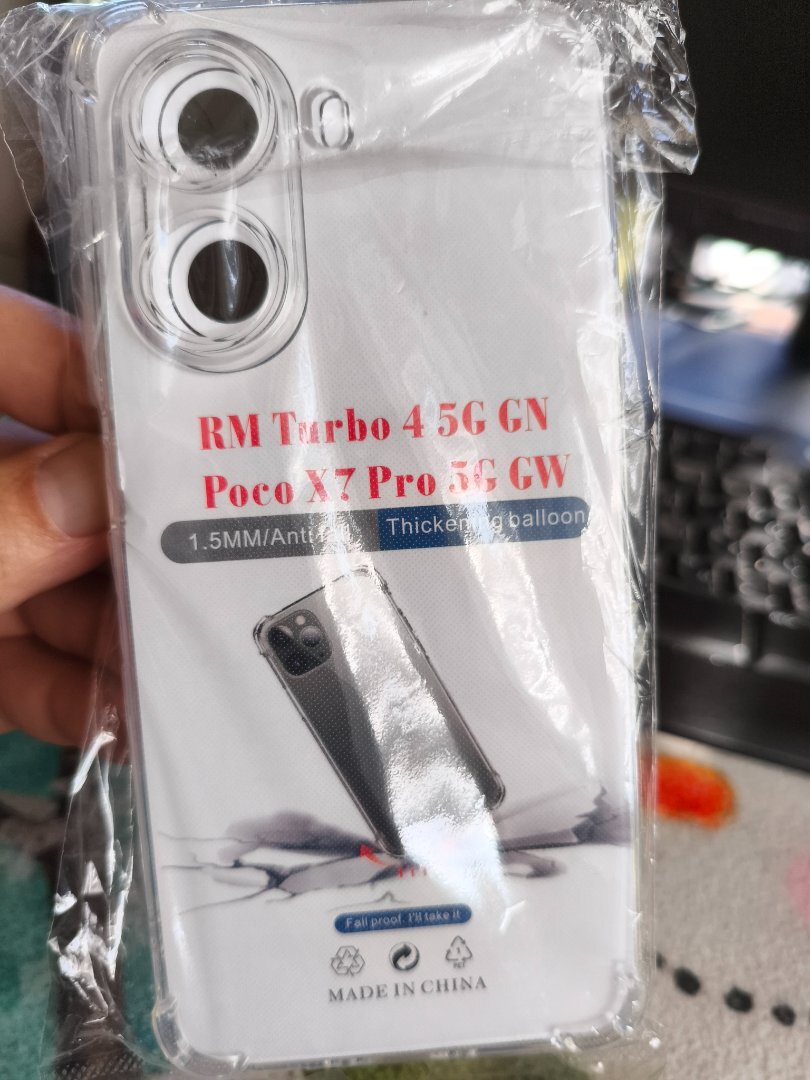 RM Turbo 4 5G GN
Poco X7 Pro 5G GW
1.5MM/Anti Thickening balloon
Fall proof. I'll take it
MADE IN CHINA